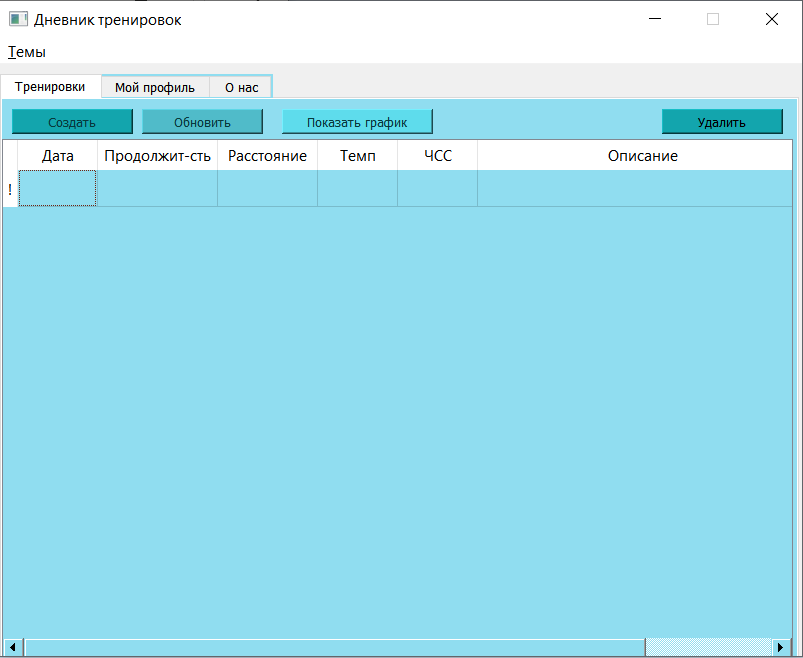 Дневник тренировок
Темы
Тренировки Мой профиль О нас
Создать Обновить Показать график Удалить
Дата Продолжит-сть Расстояние Темп ЧСС Описание
!